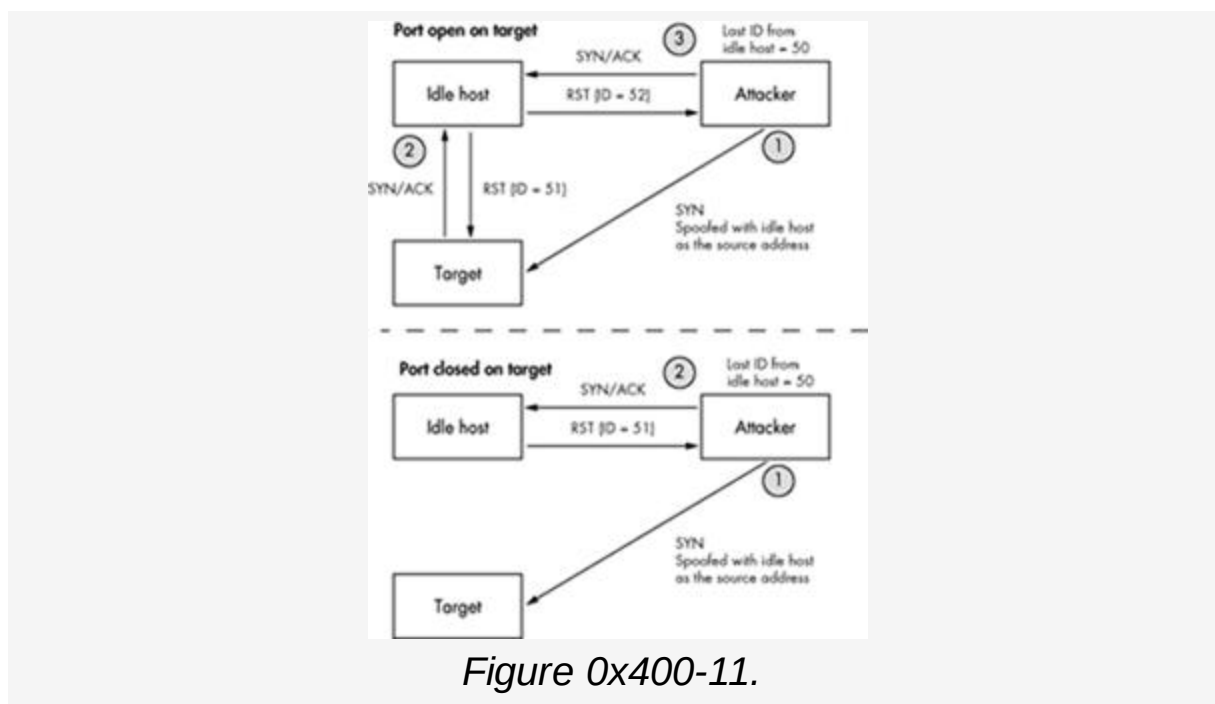 Port open on target
3
Last ID from
idle host = 50
SYN/ACK
Idle host
RST [ID = 52]
Attacker
2
1
SYN/ACK
RST [ID = 51]
SYN
Spoofed with idle host
as the source address
Target
Port closed on target
2
Last ID from
idle host = 50
SYN/ACK
Idle host
RST [ID = 51]
Attacker
1
SYN
Spoofed with idle host
as the source address
Target
Figure 0x400-11.